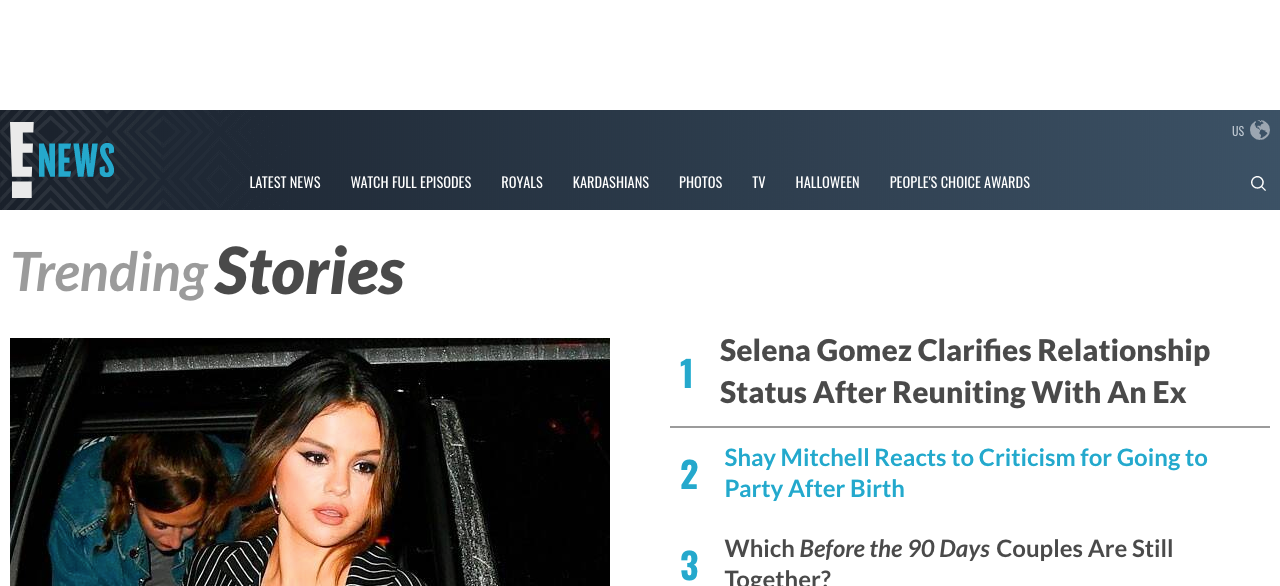 US
E! NEWS
LATEST NEWS WATCH FULL EPISODES ROYALS KARDASHIANS PHOTOS TV HALLOWEEN PEOPLE'S CHOICE AWARDS
Trending Stories
1 Selena Gomez Clarifies Relationship
Status After Reuniting With An Ex
2 Shay Mitchell Reacts to Criticism for Going to
Party After Birth
3 Which Before the 90 Days Couples Are Still
Together?